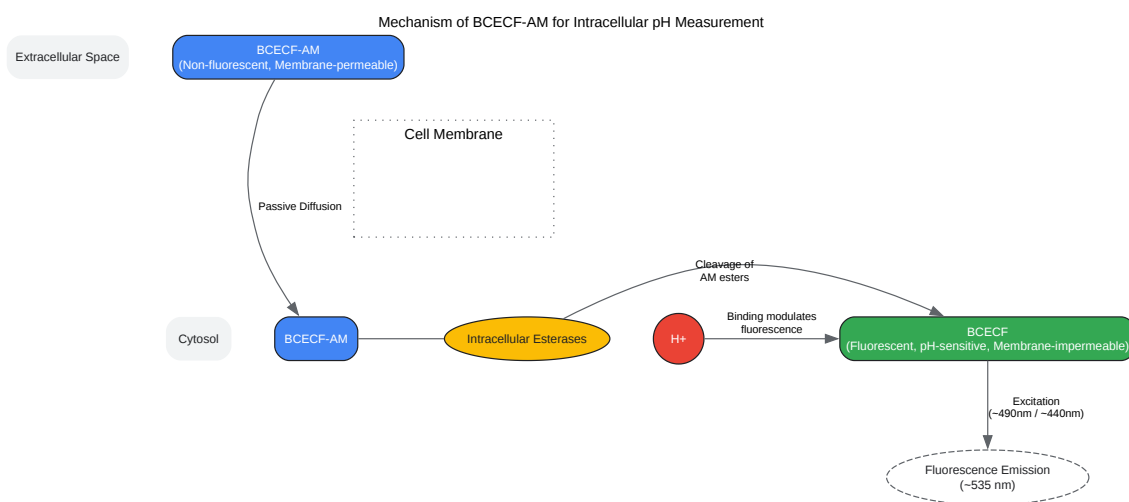 Mechanism of BCECF-AM for Intracellular pH Measurement
Extracellular Space
BCECF-AM
(Non-fluorescent, Membrane-permeable)
Cell Membrane
Passive Diffusion
Cleavage of
AM esters
Cytosol
BCECF-AM
Intracellular Esterases
H+
Binding modulates
fluorescence
BCECF
(Fluorescent, pH-sensitive, Membrane-impermeable)
Excitation
(~490nm / ~440nm)
Fluorescence Emission
(~535 nm)